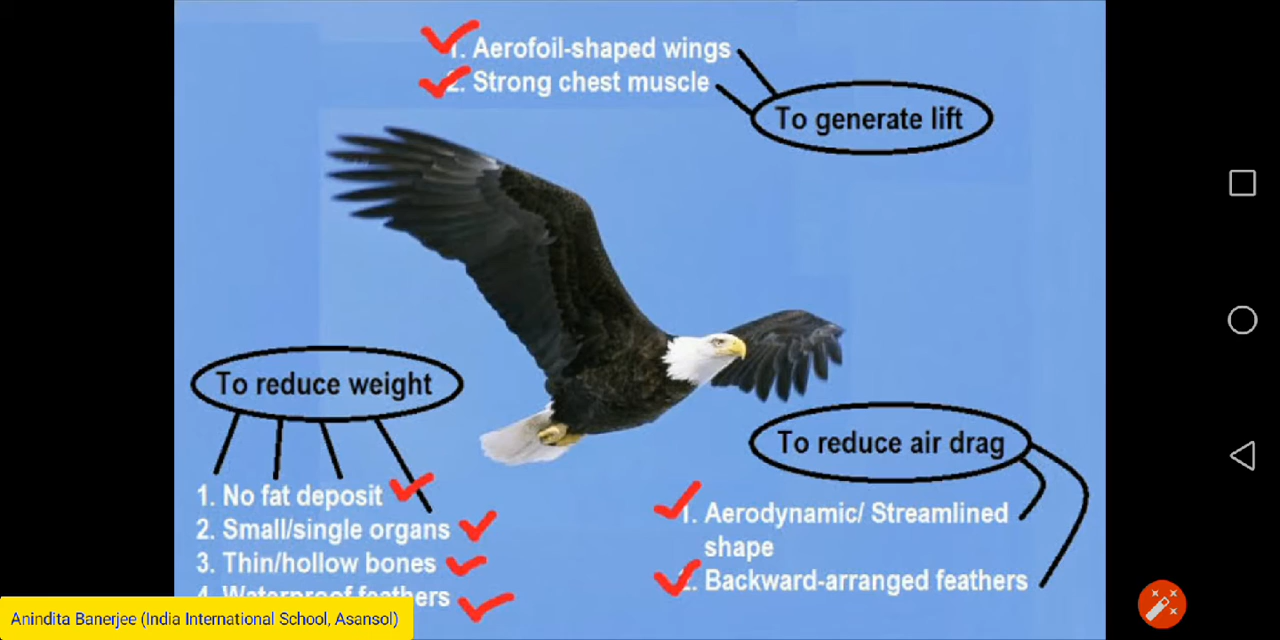 1. Aerofoil-shaped wings
2. Strong chest muscle
To generate lift
To reduce weight
1. No fat deposit
2. Small/single organs
3. Thin/hollow bones
4. Waterproof feathers
To reduce air drag
1. Aerodynamic/ Streamlined
shape
2. Backward-arranged feathers
Anindita Banerjee (India International School, Asansol)